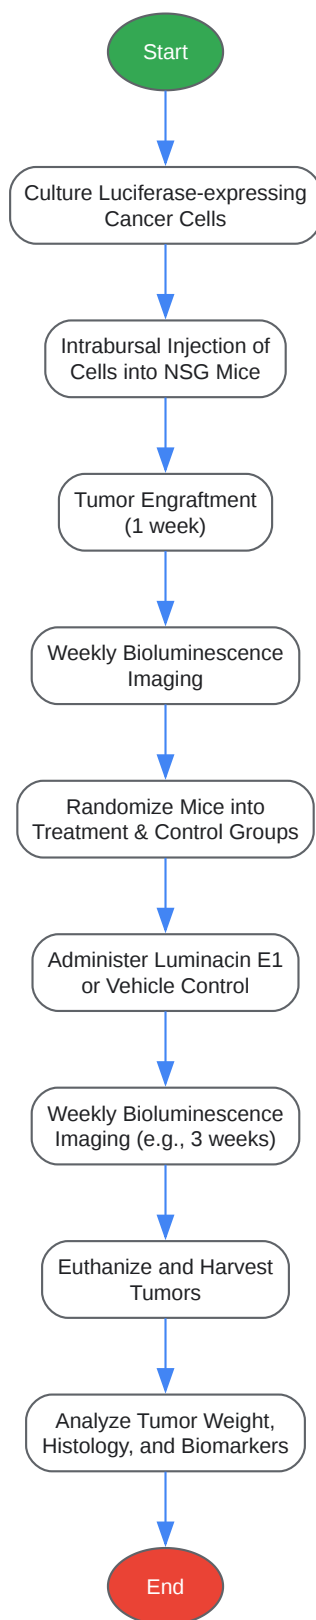 Start
Culture Luciferase-expressing
Cancer Cells
Intrabursal Injection of
Cells into NSG Mice
Tumor Engraftment
(1 week)
Weekly Bioluminescence
Imaging
Randomize Mice into
Treatment & Control Groups
Administer Luminacin E1
or Vehicle Control
Weekly Bioluminescence
Imaging (e.g., 3 weeks)
Euthanize and Harvest
Tumors
Analyze Tumor Weight,
Histology, and Biomarkers
End